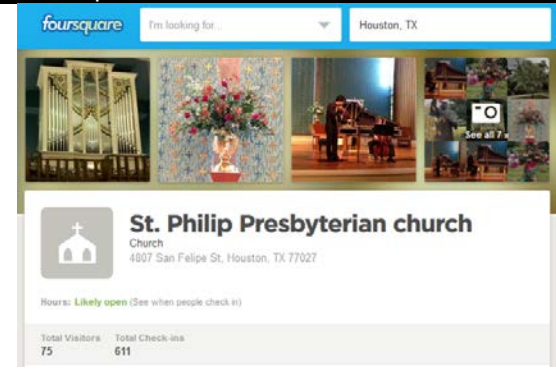 foursquare
I'm looking for...
Houston, TX
See all 7 »
St. Philip Presbyterian church
Church
4807 San Felipe St, Houston, TX 77027
Hours: Likely open (See when people check in)
Total Visitors Total Check-ins
75 611